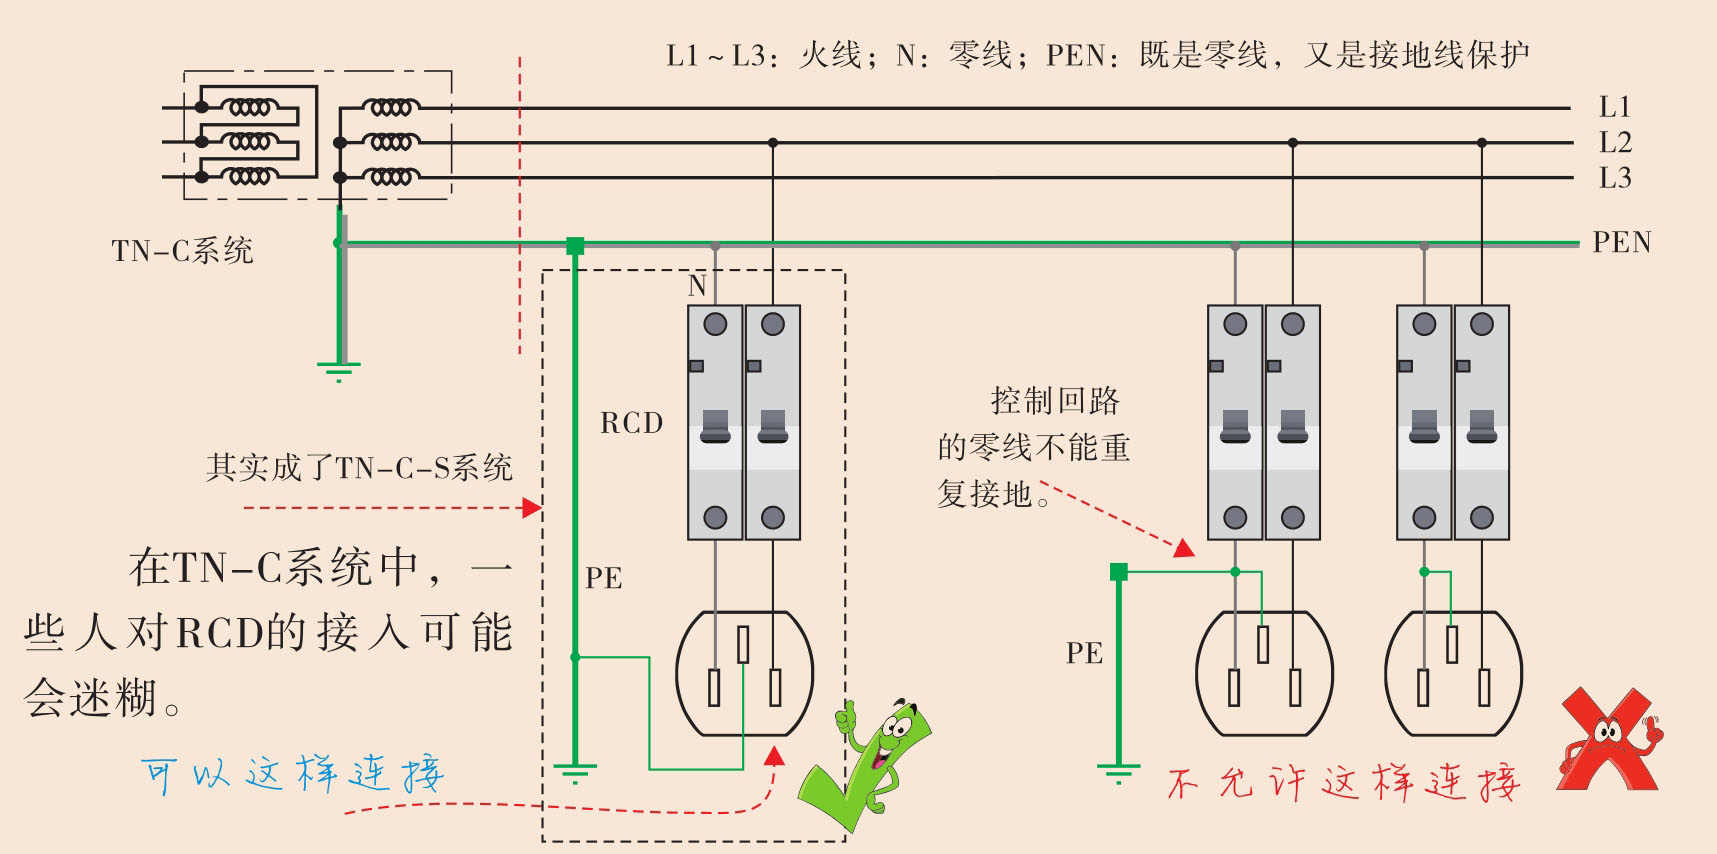 L1~L3：火线；N：零线；PEN：既是零线，又是接地线保护
L1
L2
L3
TN-C系统
PEN
N
RCD
控制回路
的零线不能重
复接地。
其实成了TN-C-S系统
在TN-C系统中，一
些人对RCD的接入可能
会迷糊。
PE
PE
可以这样连接
不允许这样连接